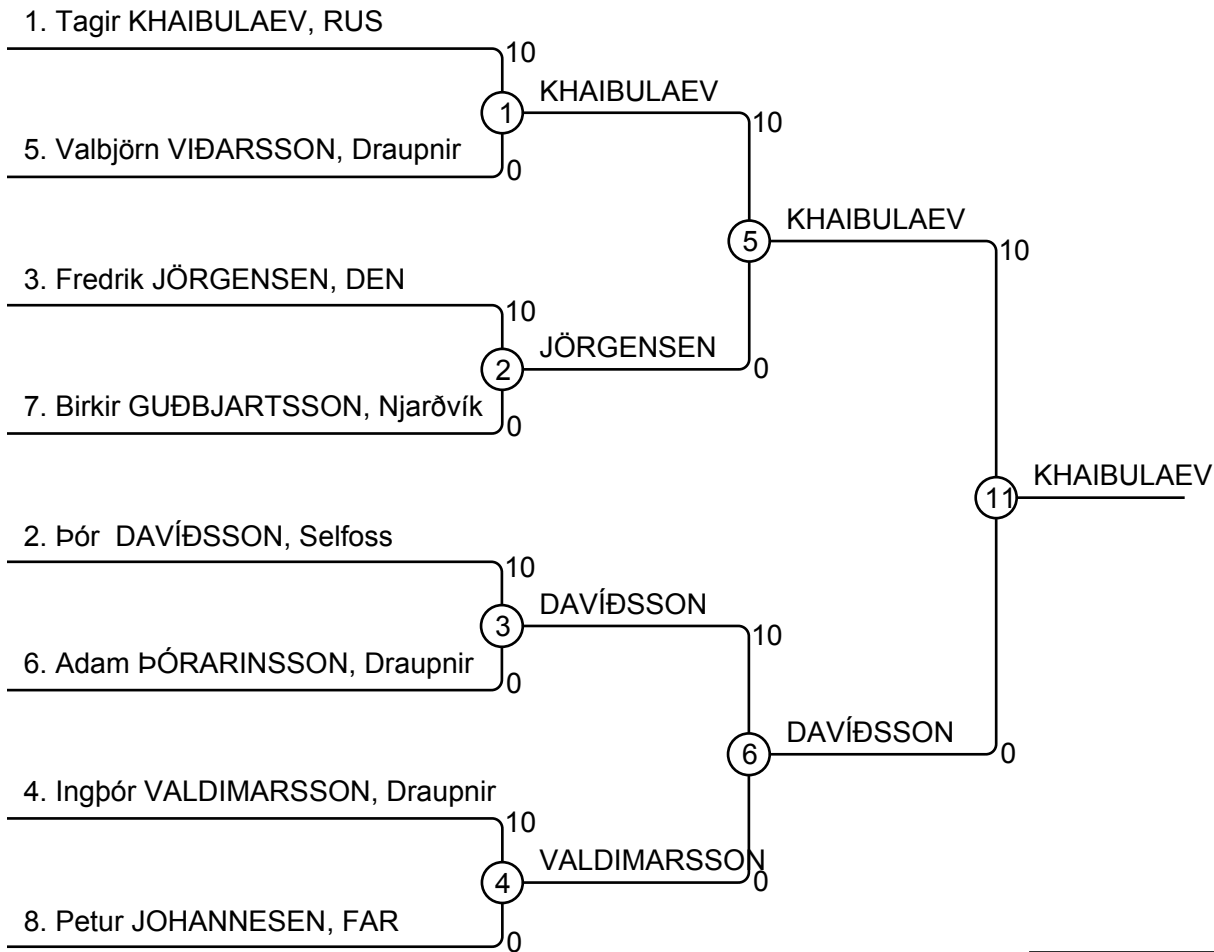 1. Tagir KHAIBULAEV, RUS
10
KHAIBULAEV
1
10
5. Valbjörn VIÐARSSON, Draupnir
0
KHAIBULAEV
5
10
3. Fredrik JÖRGENSEN, DEN
10
JÖRGENSEN
2
0
7. Birkir GUÐBJARTSSON, Njarðvík
0
KHAIBULAEV
11
2. Þór  DAVÍÐSSON, Selfoss
10
DAVÍÐSSON
3
10
6. Adam ÞÓRARINSSON, Draupnir
0
DAVÍÐSSON
6
0
4. Ingþór VALDIMARSSON, Draupnir
10
VALDIMARSSON
4
0
8. Petur JOHANNESEN, FAR
0